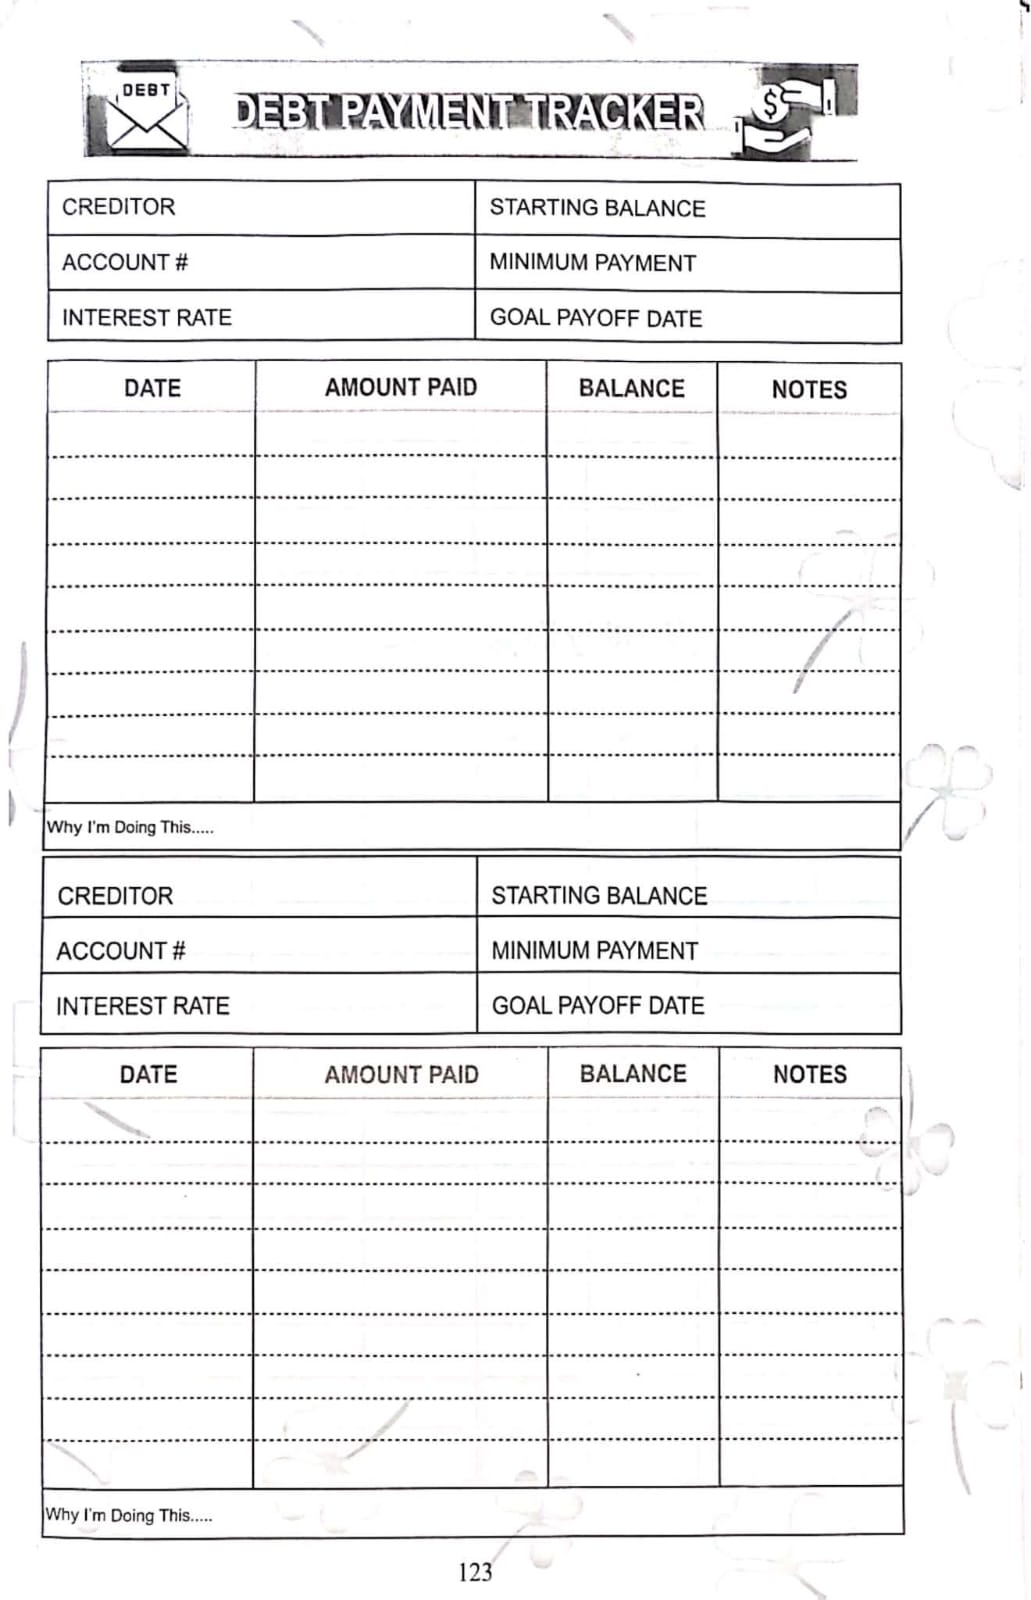 DEBT
DEBT PAYMENT TRACKER
$
CREDITOR STARTING BALANCE
ACCOUNT # MINIMUM PAYMENT
INTEREST RATE GOAL PAYOFF DATE
DATE AMOUNT PAID BALANCE NOTES
Why I'm Doing This.....
CREDITOR STARTING BALANCE
ACCOUNT # MINIMUM PAYMENT
INTEREST RATE GOAL PAYOFF DATE
DATE AMOUNT PAID BALANCE NOTES
Why I'm Doing This.....
123